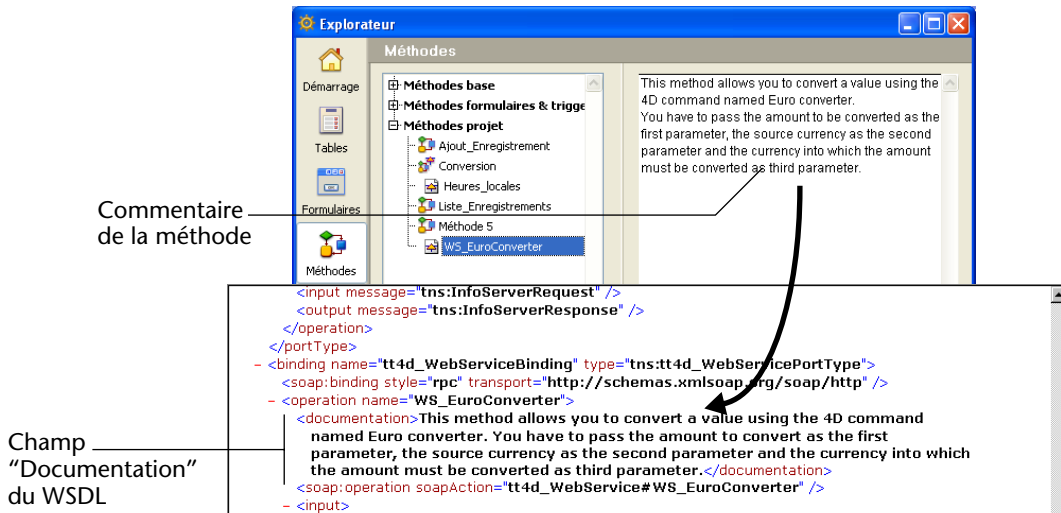 Explorateur
Méthodes
Démarrage
Tables
Formulaires
Méthodes
Méthodes base
Méthodes formulaires & trigge
Méthodes projet
Ajout_Enregistrement
Conversion
Heures_locales
Liste_Enregistrements
Méthode 5
WS_EuroConverter
This method allows you to convert a value using the
4D command named Euro converter.
You have to pass the amount to be converted as the
first parameter, the source currency as the second
parameter and the currency into which the amount
must be converted as third parameter.
Commentaire
de la méthode
<input message="tns:InfoServerRequest" />
<output message="tns:InfoServerResponse" />
</operation>
</portType>
– <binding name="tt4d_WebServiceBinding" type="tns:tt4d_WebServicePortType">
<soap:binding style="rpc" transport="http://schemas.xmlsoap.org/soap/http" />
– <operation name="WS_EuroConverter">
<documentation>This method allows you to convert a value using the 4D command
named Euro converter. You have to pass the amount to convert as the first
parameter, the source currency as the second parameter and the currency into which
the amount must be converted as third parameter.</documentation>
<soap:operation soapAction="tt4d_WebService#WS_EuroConverter" />
– <input>
Champ
“Documentation”
du WSDL